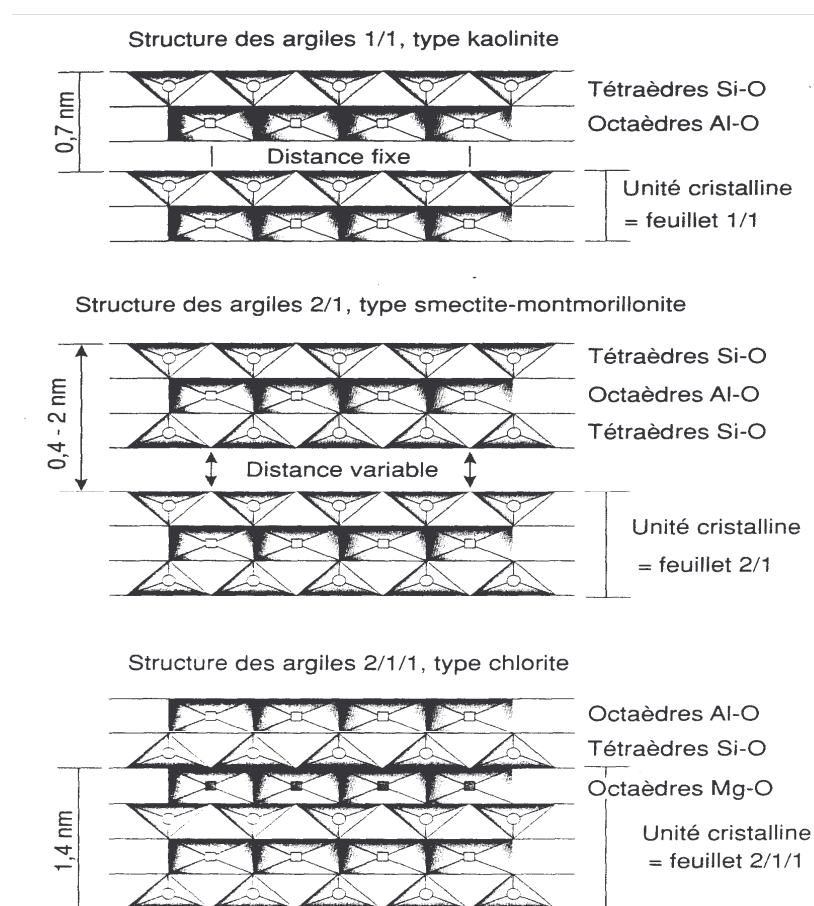 Structure des argiles 1/1, type kaolinite
Tétraèdres Si-O
0,7 nm
Octaèdres Al-O
Distance fixe
Unité cristalline
= feuillet 1/1
Structure des argiles 2/1, type smectite-montmorillonite
Tétraèdres Si-O
0,4 - 2 nm
Octaèdres Al-O
Tétraèdres Si-O
Distance variable
Unité cristalline
= feuillet 2/1
Structure des argiles 2/1/1, type chlorite
Octaèdres Al-O
Tétraèdres Si-O
Octaèdres Mg-O
1,4 nm
Unité cristalline
= feuillet 2/1/1